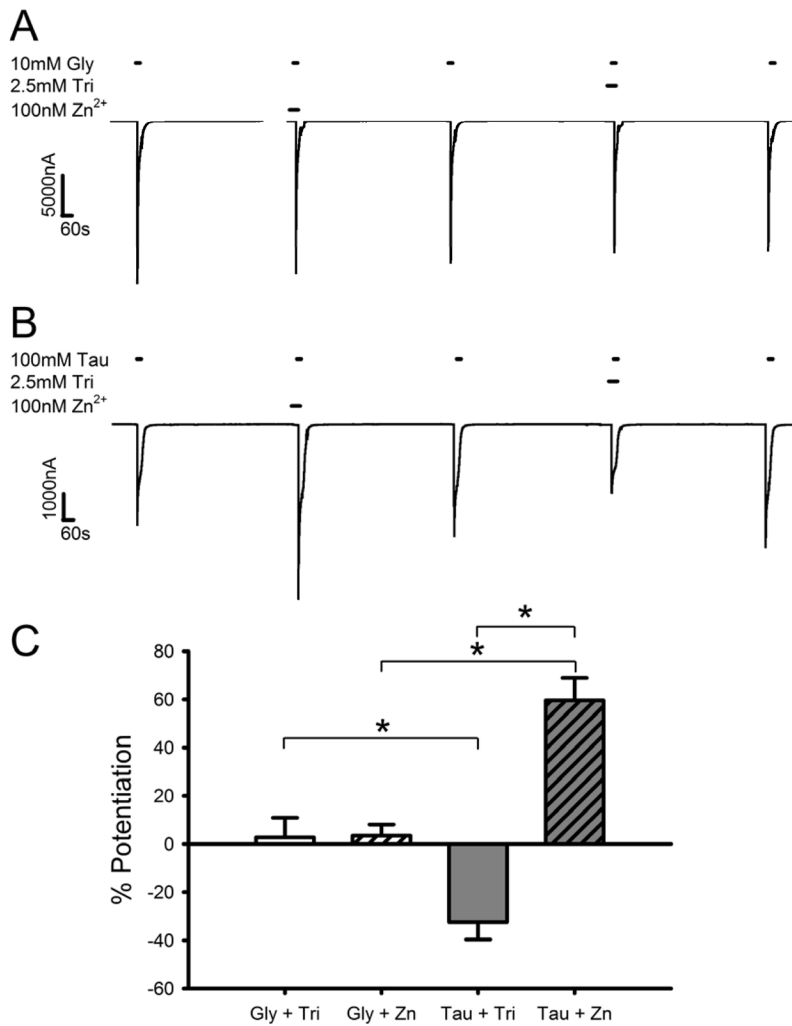 A
10mM Gly
2.5mM Tri
100nM Zn²⁺
5000nA
60s
B
100mM Tau
2.5mM Tri
100nM Zn²⁺
1000nA
60s
C
*
*
*
% Potentiation
80
60
40
20
0
-20
-40
-60
Gly + Tri Gly + Zn Tau + Tri Tau + Zn